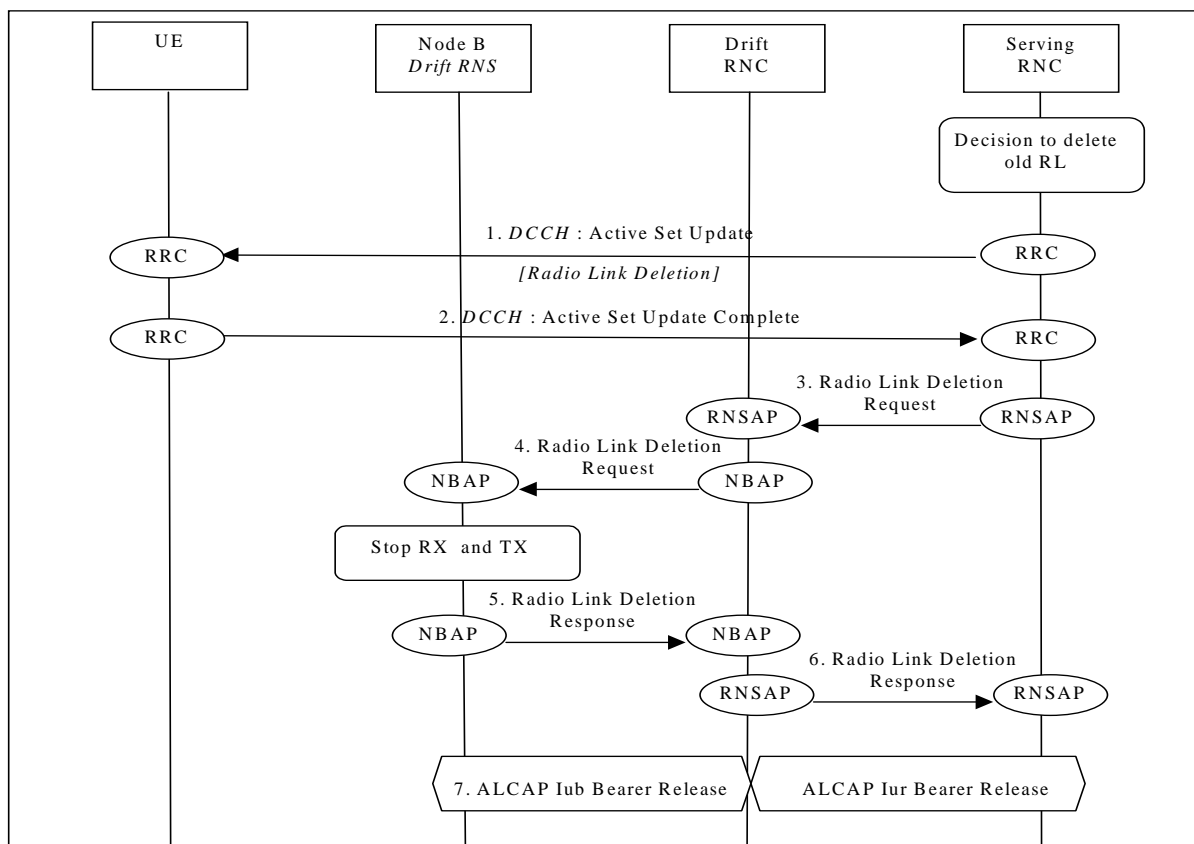 UE
Node B
Drift RNS
Drift
RNC
Serving
RNC
Decision to delete
old RL
1. DCCH : Active Set Update
RRC
RRC
[Radio Link Deletion]
2. DCCH : Active Set Update Complete
RRC
RRC
3. Radio Link Deletion
Request
RNSAP
RNSAP
4. Radio Link Deletion
Request
NBAP
NBAP
Stop RX and TX
5. Radio Link Deletion
Response
NBAP
NBAP
6. Radio Link Deletion
Response
RNSAP
RNSAP
7. ALCAP Iub Bearer Release
ALCAP Iur Bearer Release